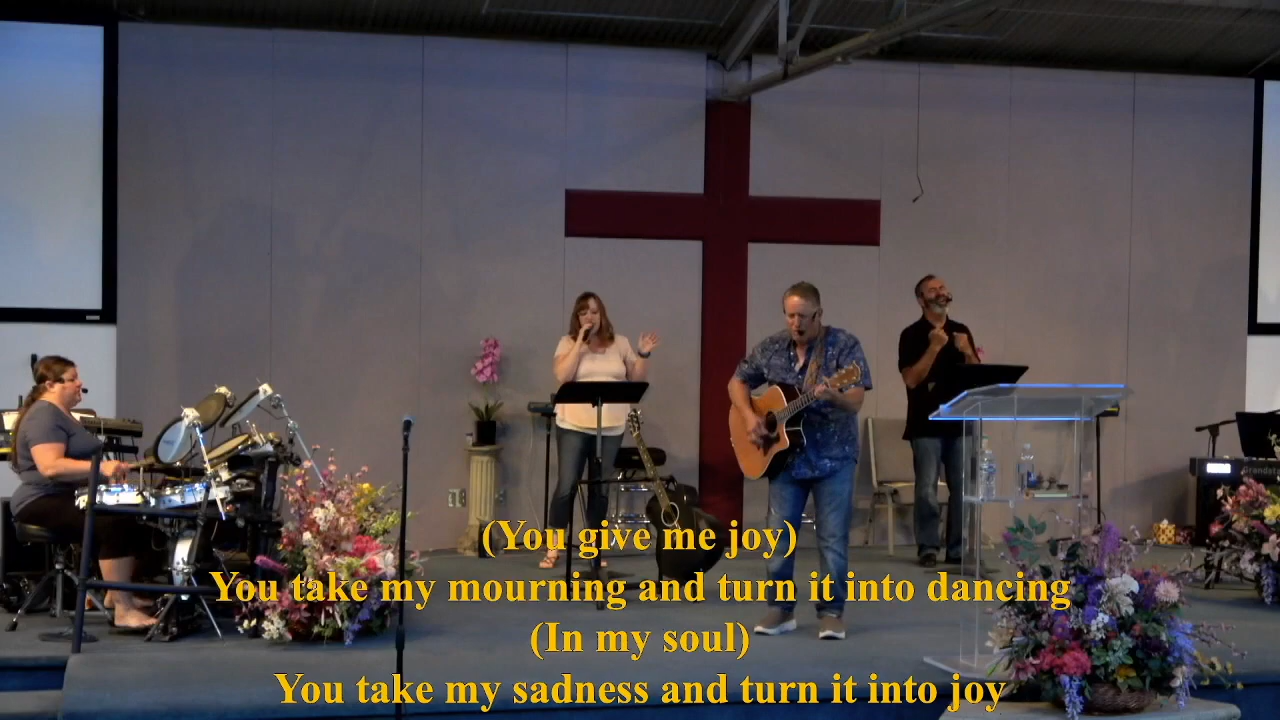 (You give me joy)
You take my mourning and turn it into dancing
(In my soul)
You take my sadness and turn it into joy